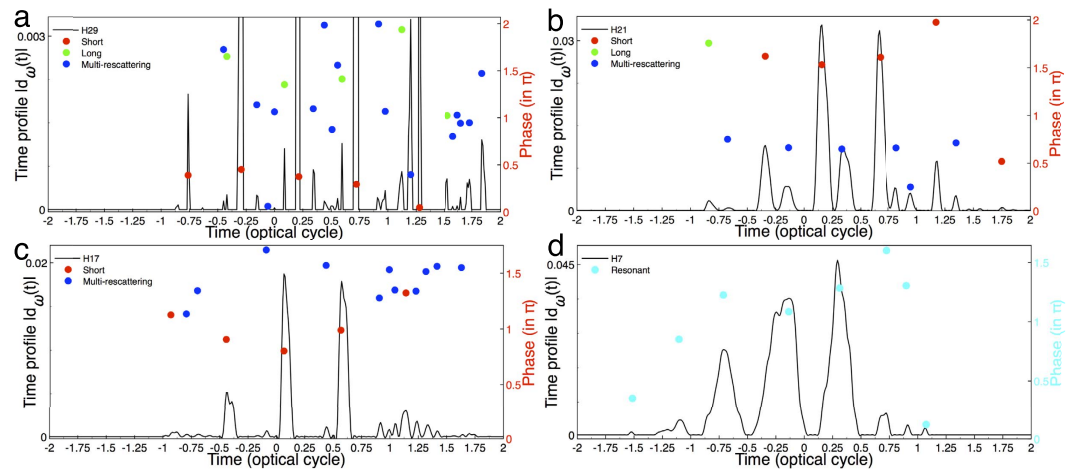 a
H29
Short
Long
Multi-rescattering
0.003
0
Time profile |dω(t)|
2
1.5
1
0.5
0
Phase (in π)
-2 -1.75 -1.5 -1.25 -1 -0.75 -0.5 -0.25 0 0.25 0.5 0.75 1 1.25 1.5 1.75 2
Time (optical cycle)
b
H21
Short
Long
Multi-rescattering
0.03
0
Time profile |dω(t)|
2
1.5
1
0.5
0
Phase (in π)
-2 -1.75 -1.5 -1.25 -1 -0.75 -0.5 -0.25 0 0.25 0.5 0.75 1 1.25 1.5 1.75 2
Time (optical cycle)
c
H17
Short
Multi-rescattering
0.02
0
Time profile |dω(t)|
1.5
1
0.5
0
Phase (in π)
-2 -1.75 -1.5 -1.25 -1 -0.75 -0.5 -0.25 0 0.25 0.5 0.75 1 1.25 1.5 1.75 2
Time (optical cycle)
d
H7
Resonant
0.045
0
Time profile |dω(t)|
1.5
1
0.5
0
Phase (in π)
-2 -1.75 -1.5 -1.25 -1 -0.75 -0.5 -0.25 0 0.25 0.5 0.75 1 1.25 1.5 1.75 2
Time (optical cycle)